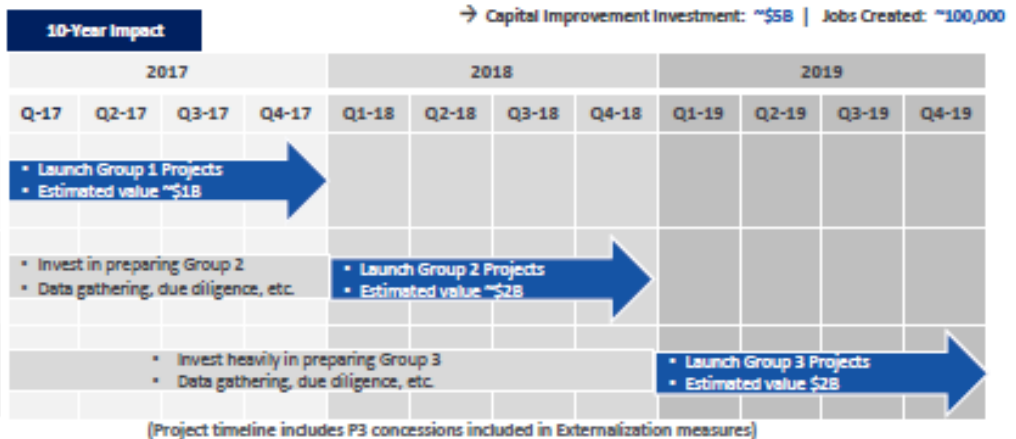 → Capital Improvement Investment: ~$5B | Jobs Created: ~100,000
10-Year Impact
2017 2018 2019
Q-17 Q2-17 Q3-17 Q4-17 Q1-18 Q2-18 Q3-18 Q4-18 Q1-19 Q2-19 Q3-19 Q4-19
▪ Launch Group 1 Projects
▪ Estimated value ~$1B
▪ Invest in preparing Group 2
▪ Data gathering, due diligence, etc.
▪ Launch Group 2 Projects
▪ Estimated value ~$2B
▪ Invest heavily in preparing Group 3
▪ Data gathering, due diligence, etc.
▪ Launch Group 3 Projects
▪ Estimated value $2B
(Project timeline includes P3 concessions included in Externalization measures)